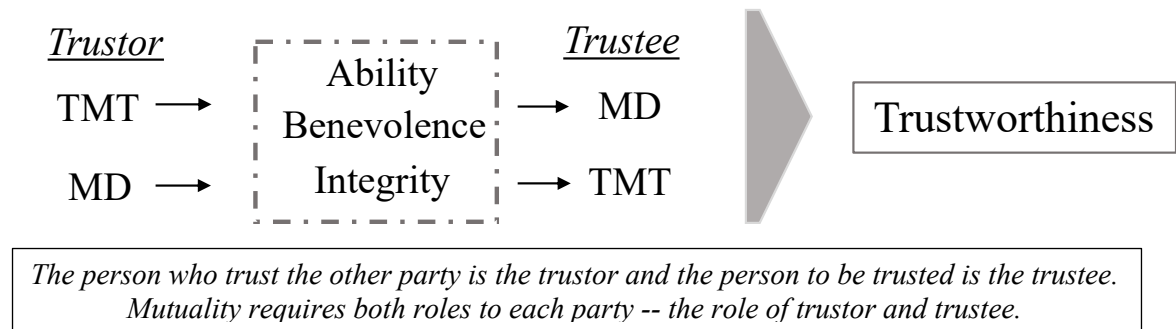 Trustor
Trustee
Ability
TMT
MD
Benevolence
Trustworthiness
MD
Integrity
TMT
The person who trust the other party is the trustor and the person to be trusted is the trustee.
Mutuality requires both roles to each party -- the role of trustor and trustee.